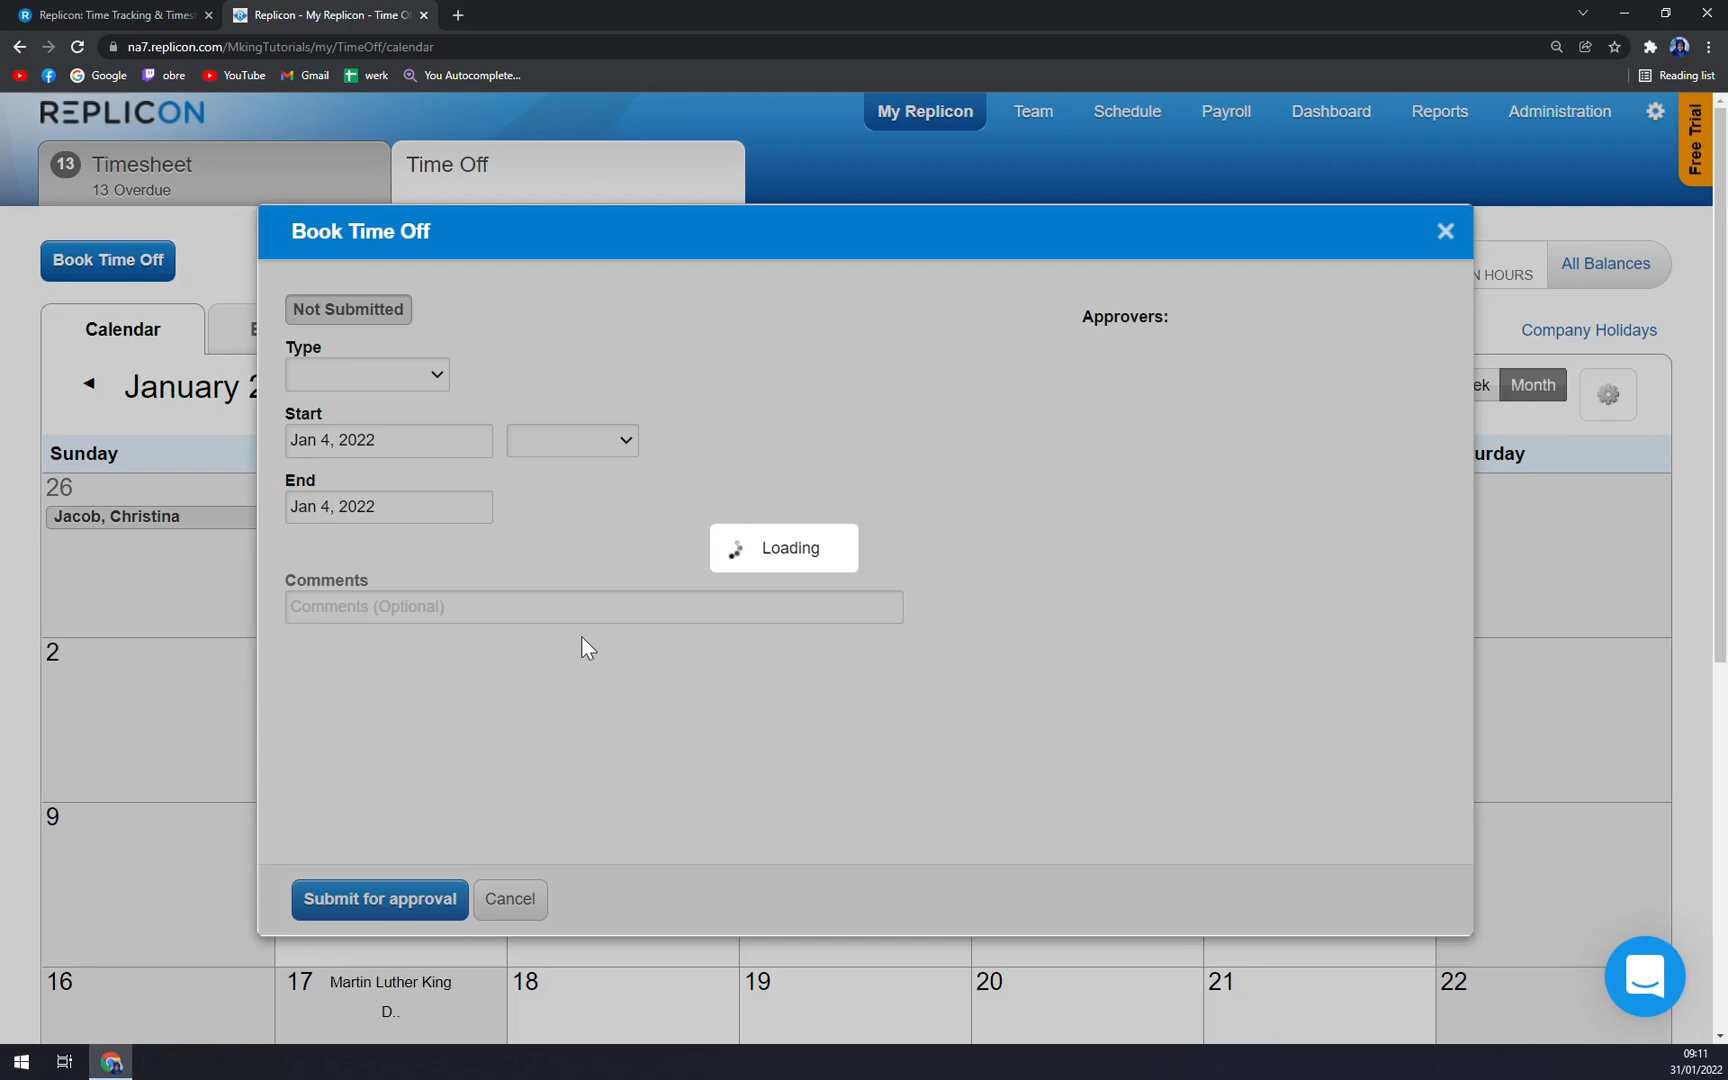 Replicon: Time Tracking & Times
Replicon - My Replicon - Time O
na7.replicon.com/MkingTutorials/my/TimeOff/calendar
Google
obre
YouTube
Gmail
werk
You Autocomplete...
Reading list
REPLICON
My Replicon
Team
Schedule
Payroll
Dashboard
Reports
Administration
Free Trial
13
Timesheet
13 Overdue
Time Off
Book Time Off
Book Time Off
N HOURS
All Balances
Not Submitted
Approvers:
Calendar
Company Holidays
Type
January 2
ek
Month
Start
Jan 4, 2022
Sunday
urday
End
Jan 4, 2022
26
Jacob, Christina
Loading
Comments
Comments (Optional)
2
9
Submit for approval
Cancel
16
17
Martin Luther King
D..
18
19
20
21
22
09:11
31/01/2022